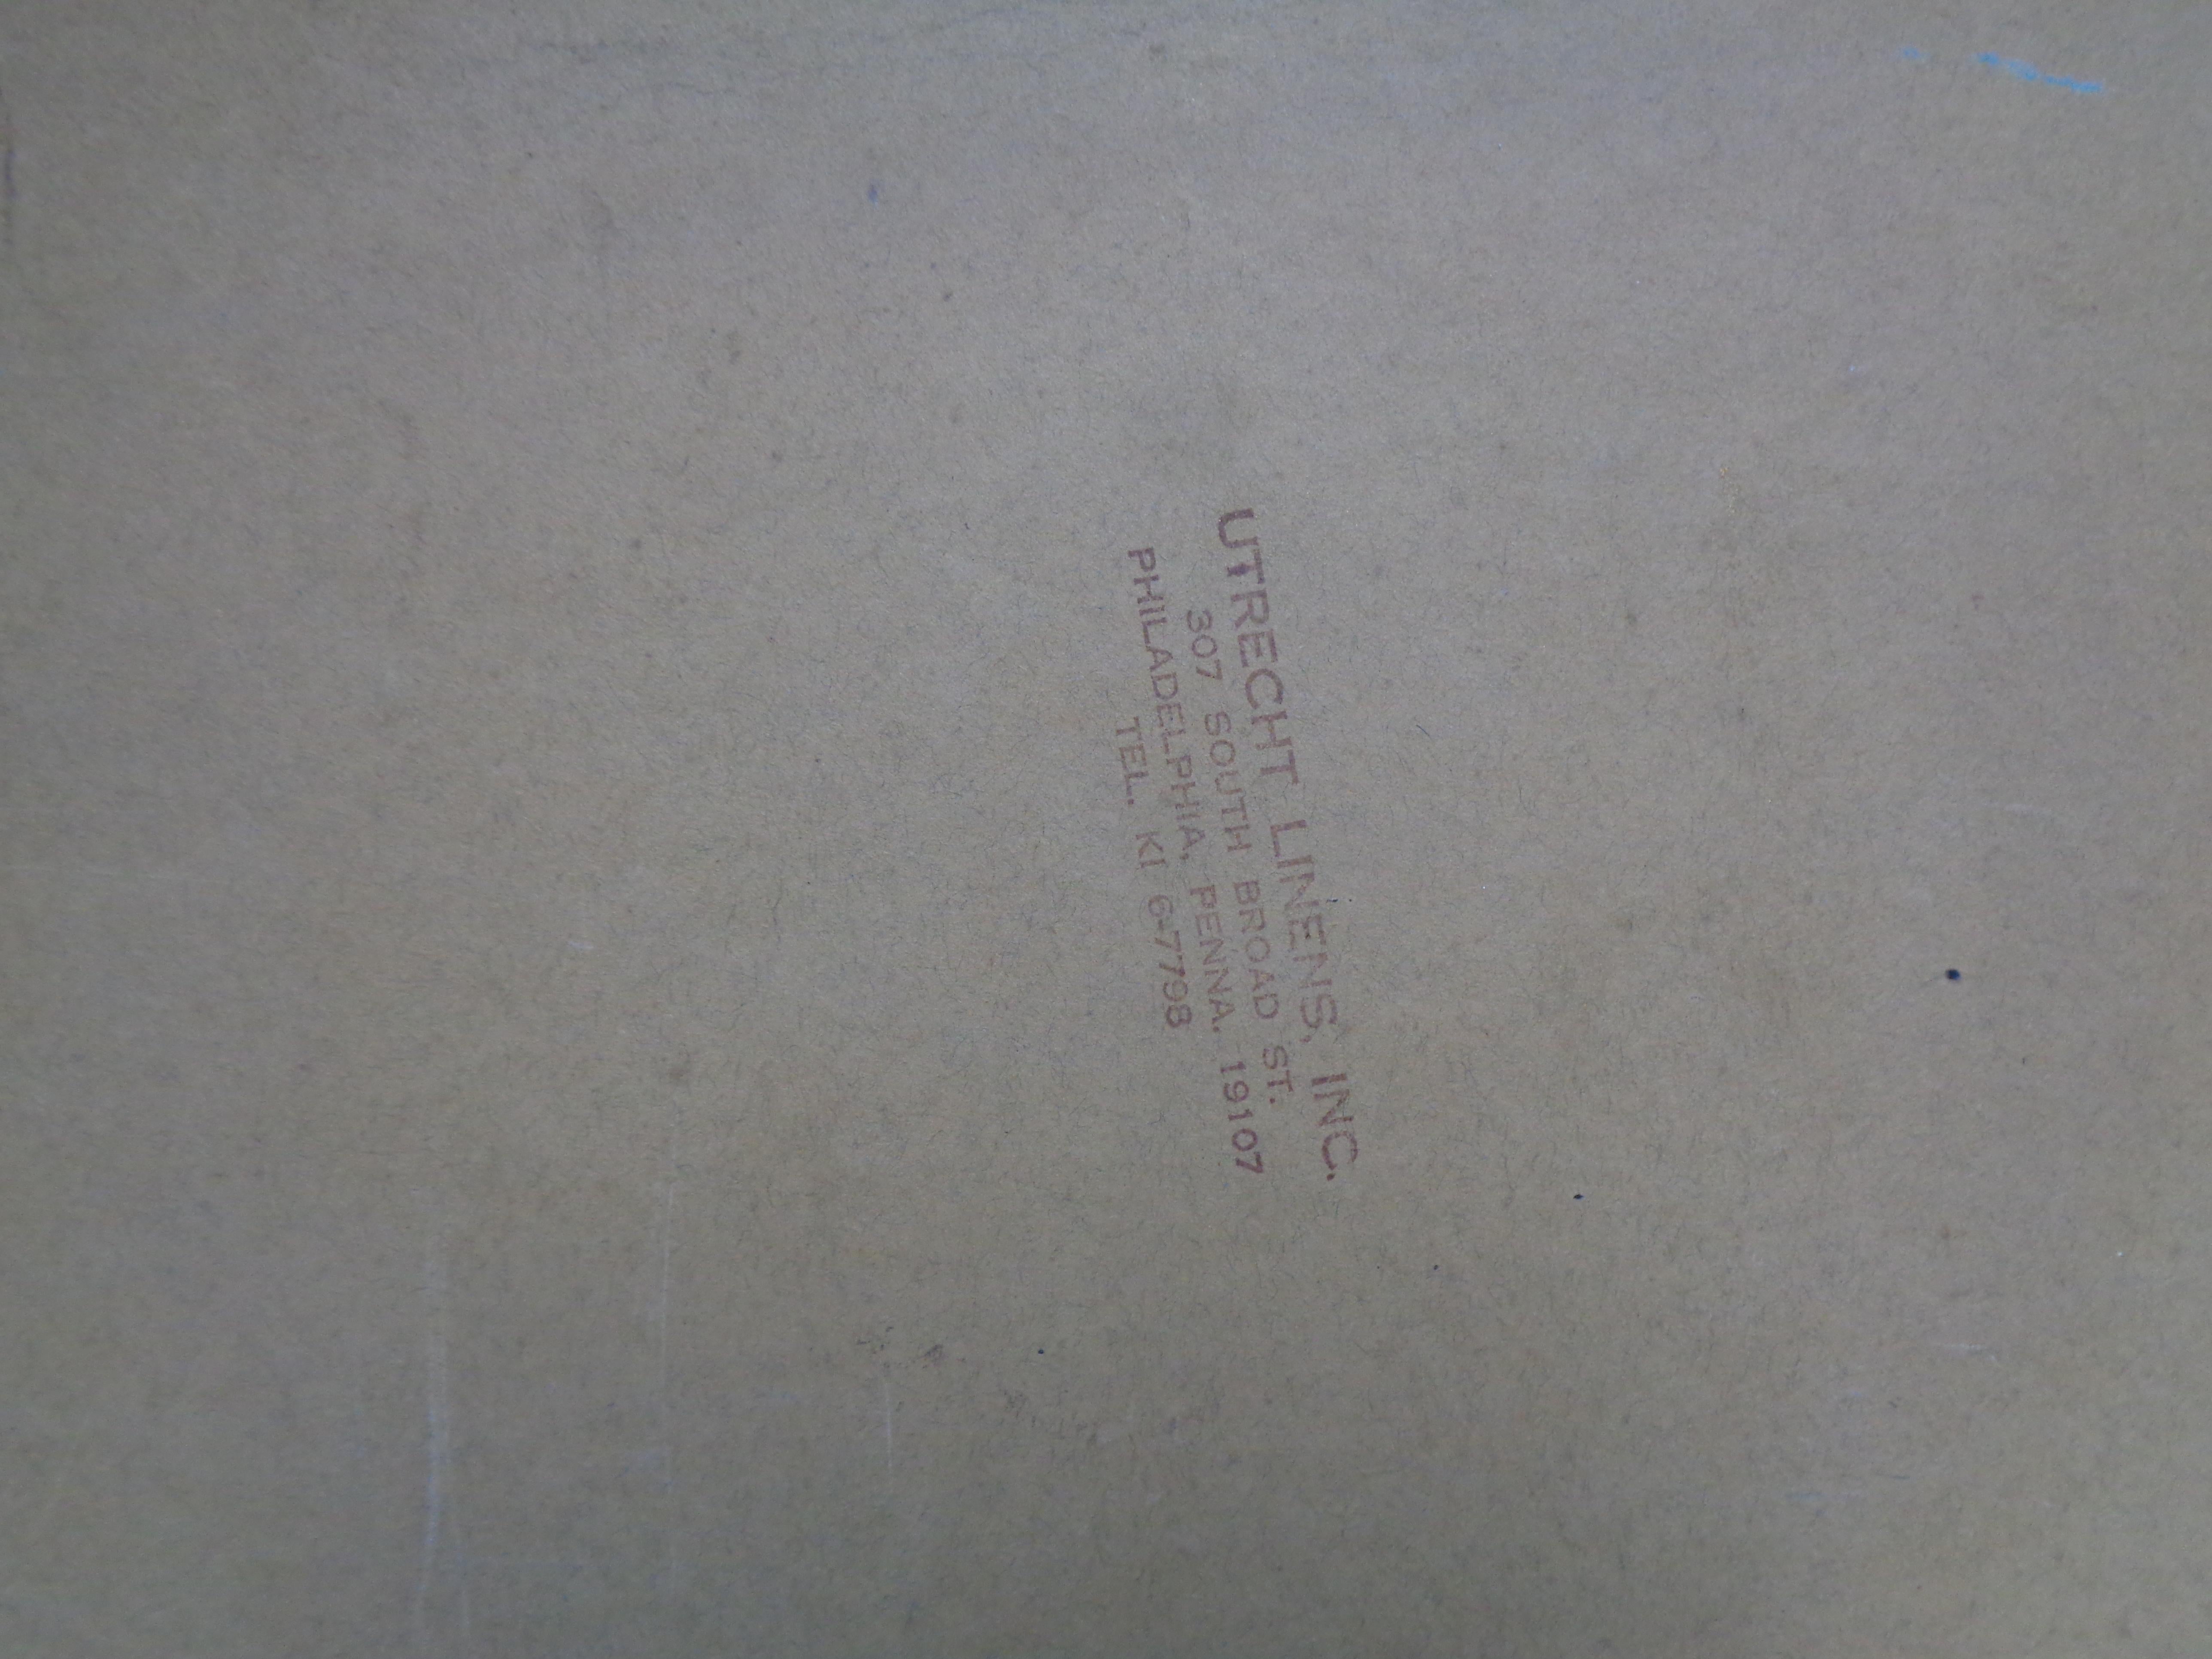 UTRECHT LINENS, INC.
307 SOUTH BROAD ST.
PHILADELPHIA, PENNA. 19107
TEL. KI 6-7798